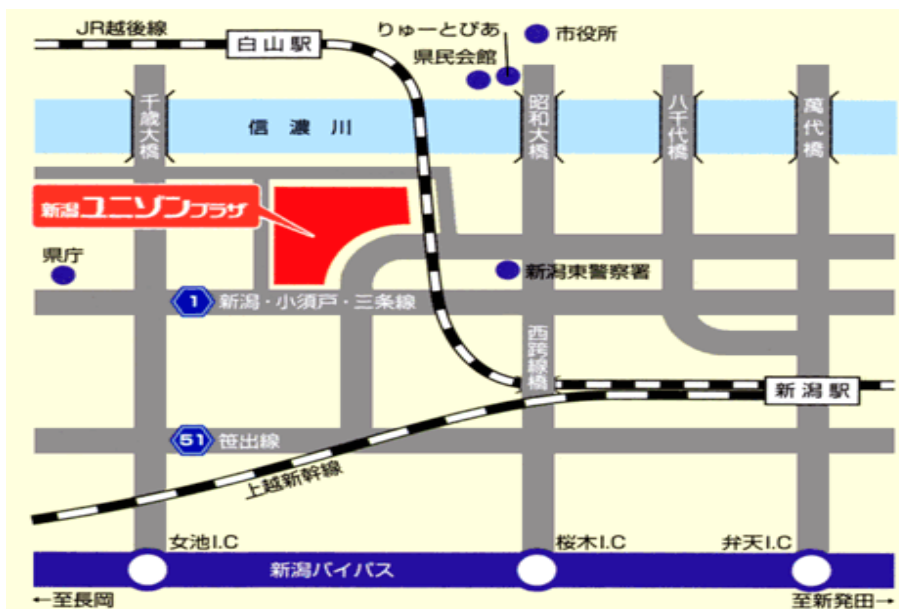 JR越後線
白山駅
りゅーとぴあ
県民会館
市役所
千歳大橋
信濃川
昭和大橋
八千代橋
萬代橋
新潟ユニゾンプラザ
県庁
新潟東警察署
1
新潟・小須戸・三条線
西跨線橋
新潟駅
51
笹出線
上越新幹線
女池I.C
桜木I.C
弁天I.C
新潟バイパス
←至長岡
至新発田→